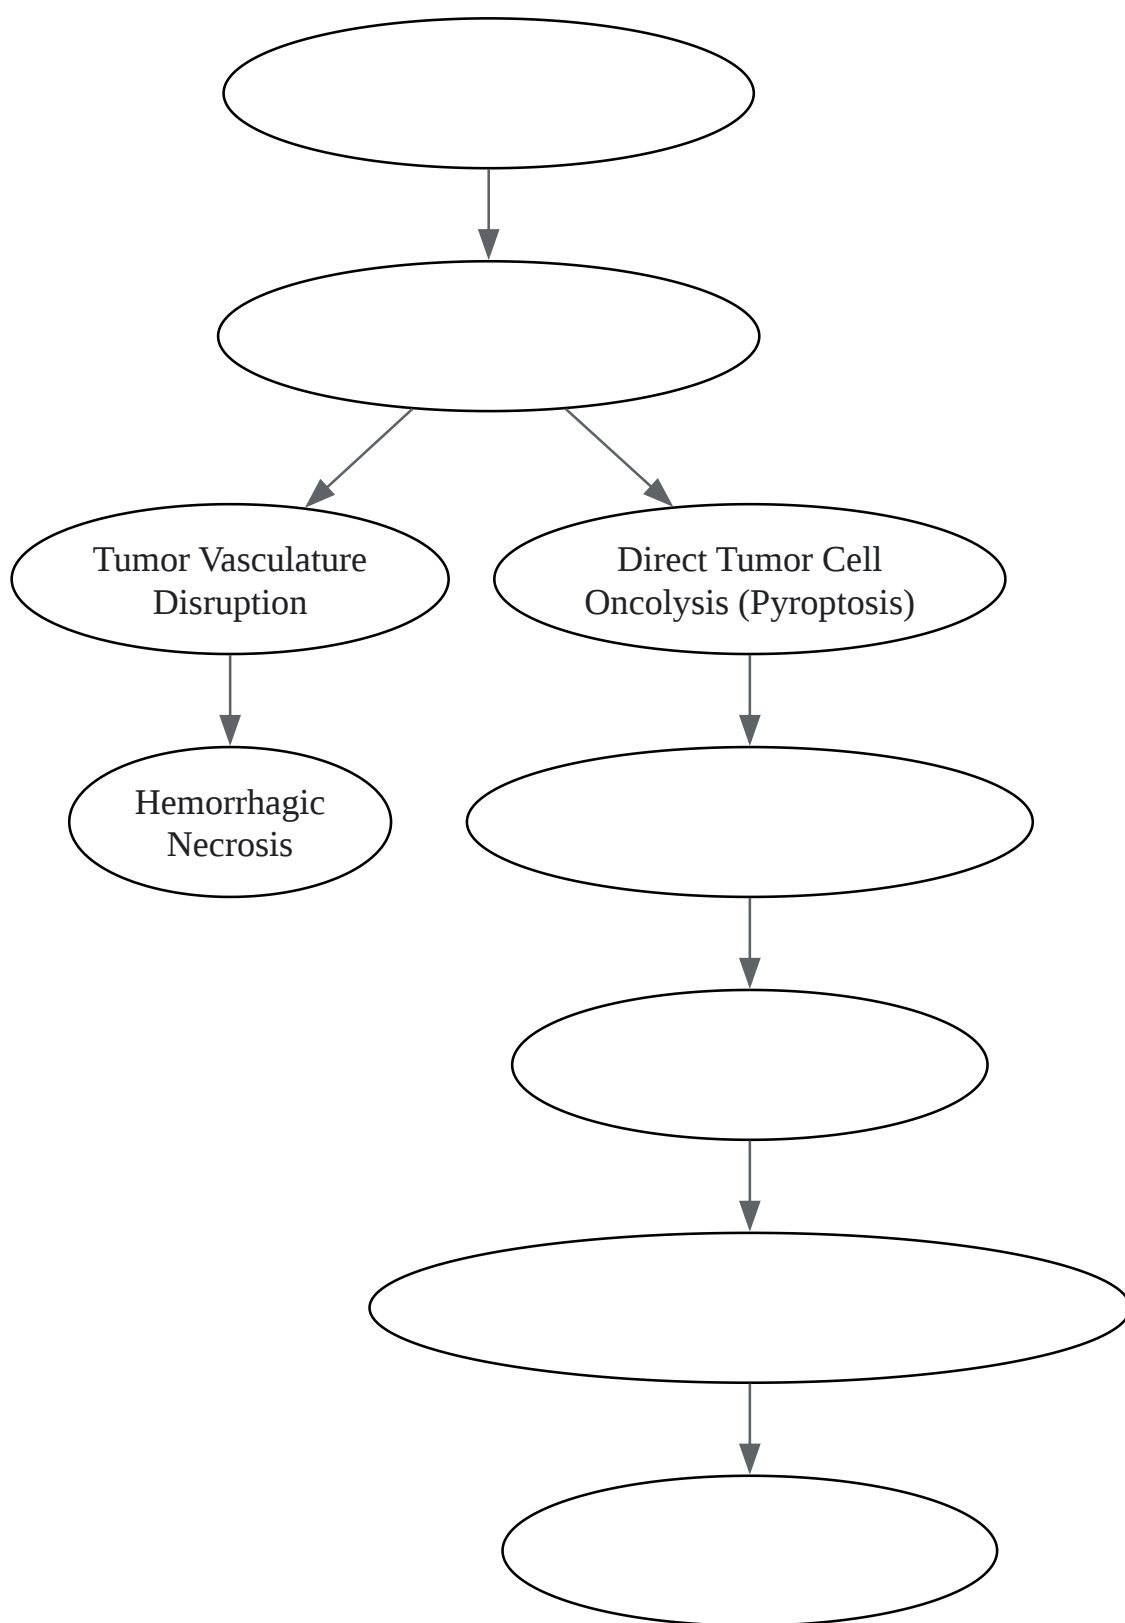 Tumor Vasculature
Disruption
Direct Tumor Cell
Oncolysis (Pyroptosis)
Hemorrhagic
Necrosis